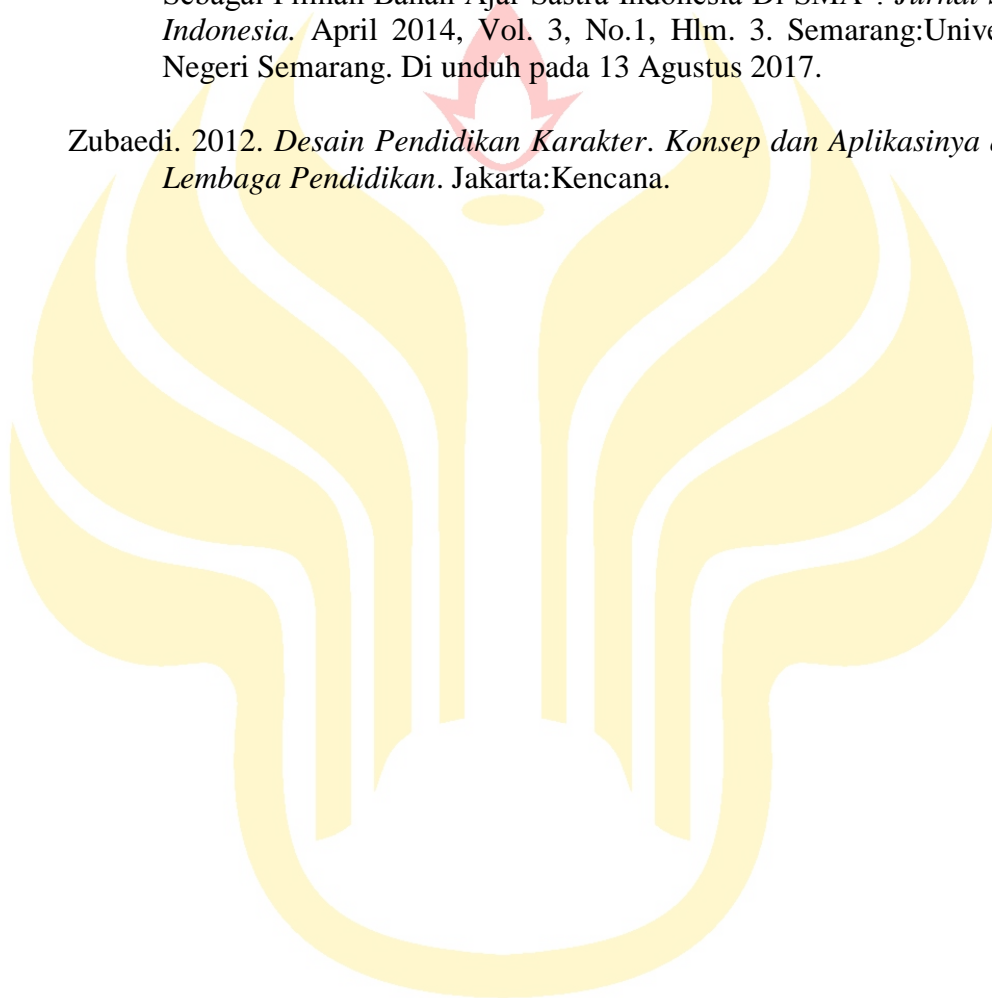 Sebagai Pilihan Bahan Ajar Sastra Indonesia Di SMA". Jurnal
Indonesia. April 2014, Vol. 3, No.1, Hlm. 3. Semarang:
Negeri Semarang. Di unduh pada 13 Agustus 2017.
Zubaedi. 2012. Desain Pendidikan Karakter. Konsep dan Aplikasinya
Lembaga Pendidikan. Jakarta:Kencana.